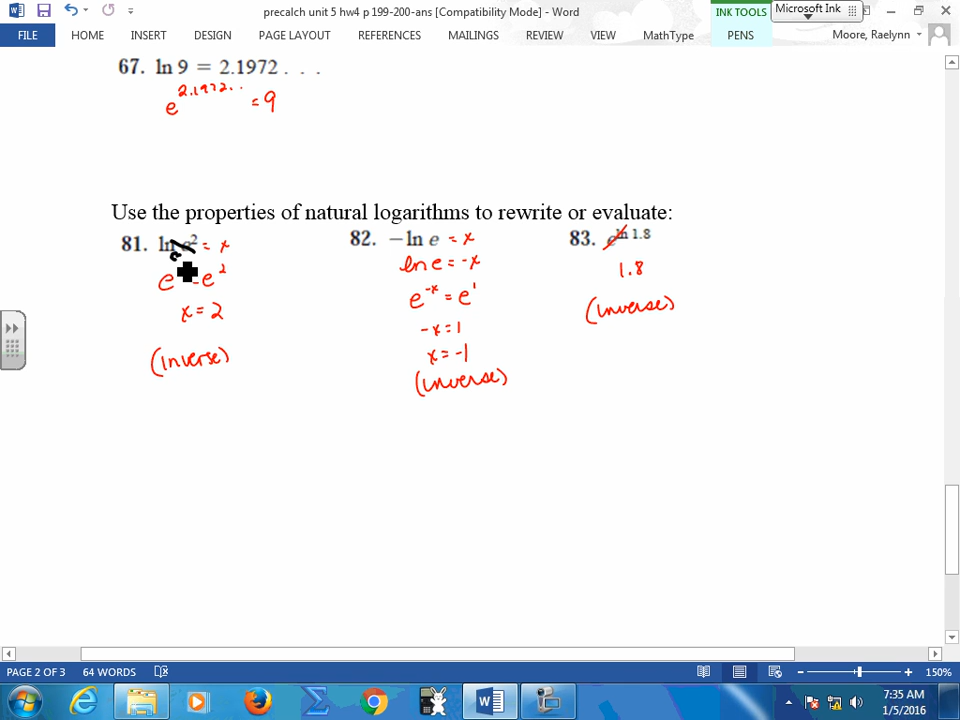 precalch unit 5 hw4 p 199-200-ans [Compatibility Mode] - Word
INK TOOLS
Microsoft Ink
FILE HOME INSERT DESIGN PAGE LAYOUT REFERENCES MAILINGS REVIEW VIEW MathType PENS Moore, Raelynn
67. ln 9 = 2.1972 . . .
e^2.1972.. = 9
Use the properties of natural logarithms to rewrite or evaluate:
81. ln e² = x
82. −ln e = x
83. e^ln 1.8
ln e = -x
1.8
e = e²
e^-x = e^1
(inverse)
x = 2
-x = 1
(inverse)
x = -1
(inverse)
PAGE 2 OF 3 64 WORDS 150%
7:35 AM
1/5/2016